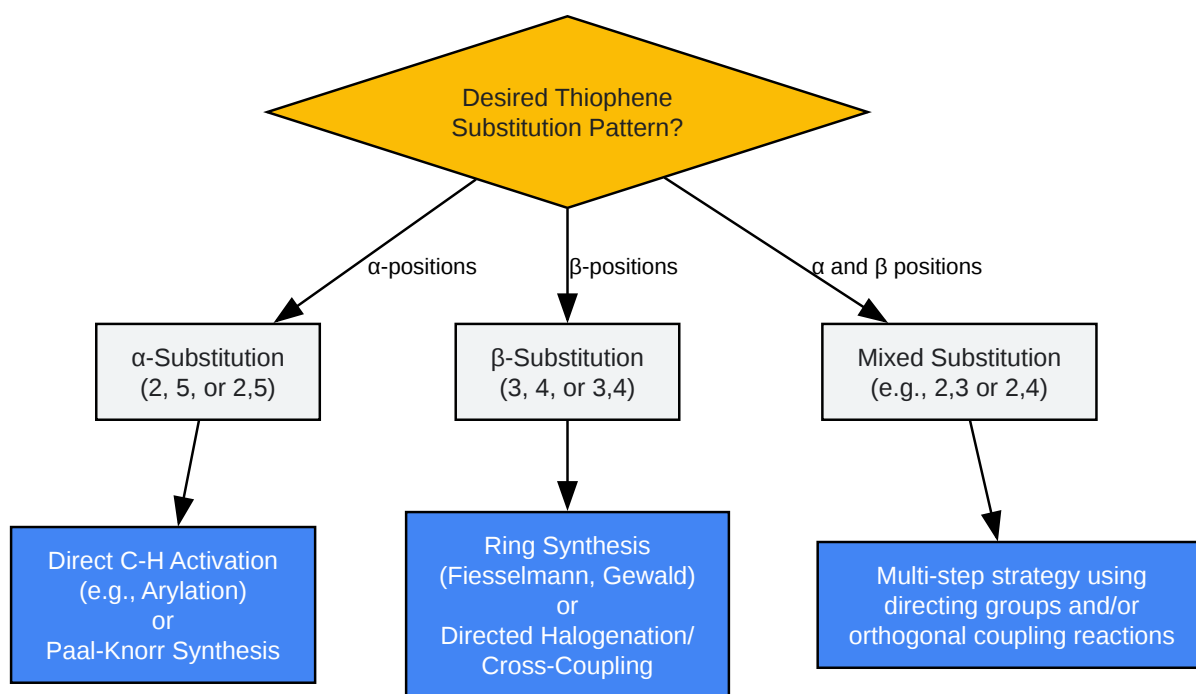 Desired Thiophene
Substitution Pattern?
α-positions
β-positions
α and β positions
α-Substitution
(2, 5, or 2,5)
β-Substitution
(3, 4, or 3,4)
Mixed Substitution
(e.g., 2,3 or 2,4)
Direct C-H Activation
(e.g., Arylation)
or
Paal-Knorr Synthesis
Ring Synthesis
(Fiesselmann, Gewald)
or
Directed Halogenation/
Cross-Coupling
Multi-step strategy using
directing groups and/or
orthogonal coupling reactions